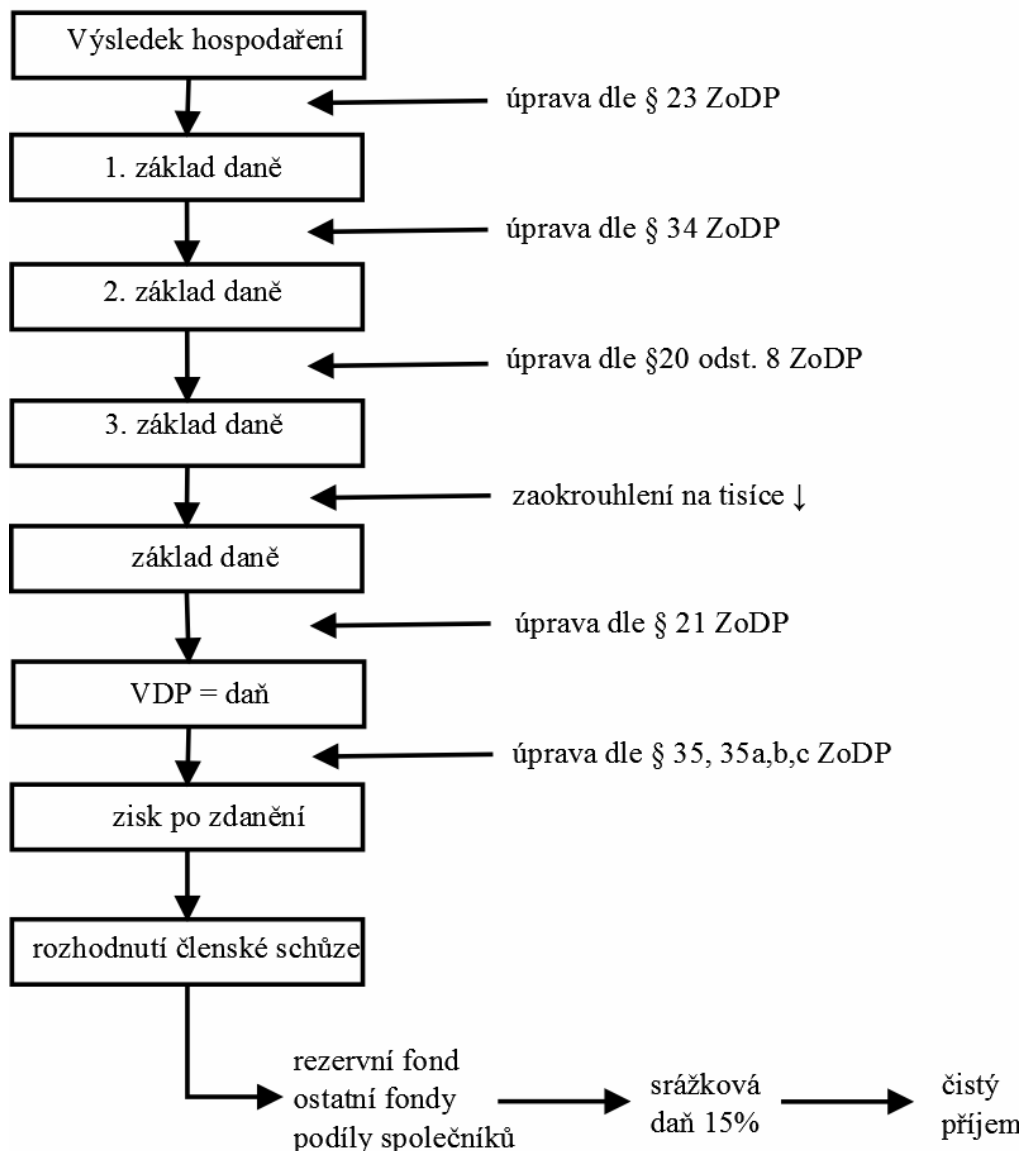 Výsledek hospodaření
úprava dle § 23 ZoDP
1. základ daně
úprava dle § 34 ZoDP
2. základ daně
úprava dle §20 odst. 8 ZoDP
3. základ daně
zaokrouhlení na tisíce ↓
základ daně
úprava dle § 21 ZoDP
VDP = daň
úprava dle § 35, 35a,b,c ZoDP
zisk po zdanění
rozhodnutí členské schůze
rezervní fond
ostatní fondy
podíly společníků
srážková
daň 15%
čistý
příjem